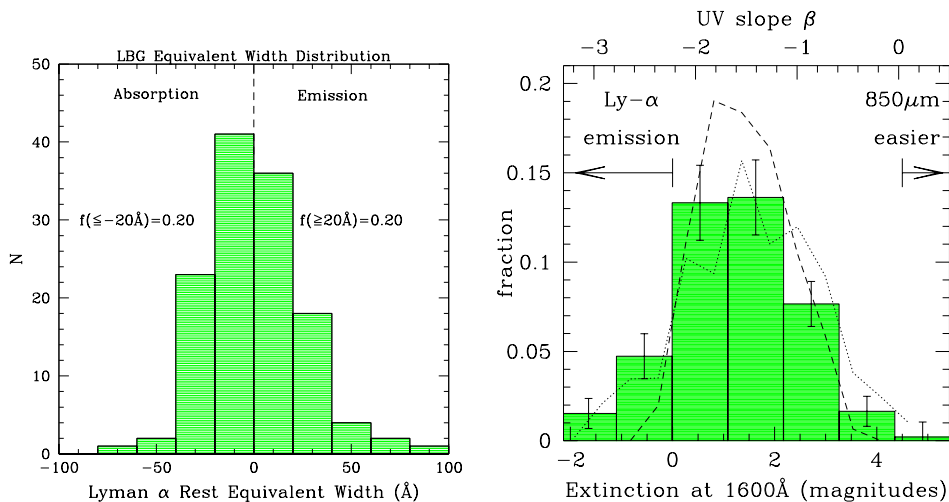 LBG Equivalent Width Distribution
50
40
30
20
10
0
N
Absorption
Emission
f(≤−20Å)=0.20
f(≥20Å)=0.20
−100
−50
0
50
100
Lyman α Rest Equivalent Width (Å)
UV slope β
−3
−2
−1
0
0.2
0.15
0.1
0.05
0
fraction
Ly−α
emission
850μm
easier
−2
0
2
4
Extinction at 1600Å (magnitudes)